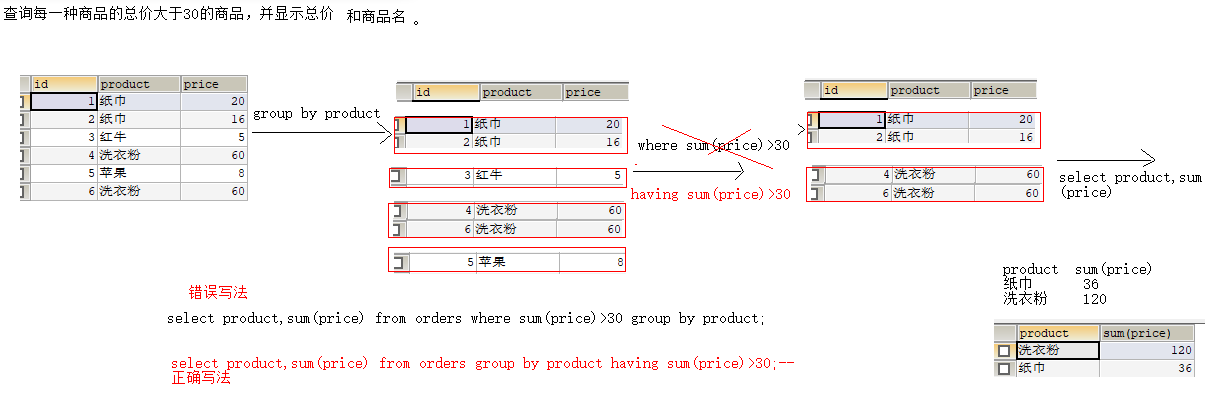 查询每一种商品的总价大于30的商品，并显示总价 和商品名 。
id product price
1 纸巾 20
2 纸巾 16
3 红牛 5
4 洗衣粉 60
5 苹果 8
6 洗衣粉 60
group by product
id product price
1 纸巾 20
2 纸巾 16
3 红牛 5
4 洗衣粉 60
6 洗衣粉 60
5 苹果 8
where sum(price)>30
having sum(price)>30
id product price
1 纸巾 20
2 纸巾 16
4 洗衣粉 60
6 洗衣粉 60
select product,sum
(price)
product sum(price)
纸巾 36
洗衣粉 120
product sum(price)
洗衣粉 120
纸巾 36
错误写法
select product,sum(price) from orders where sum(price)>30 group by product;
select product,sum(price) from orders group by product having sum(price)>30;--
正确写法